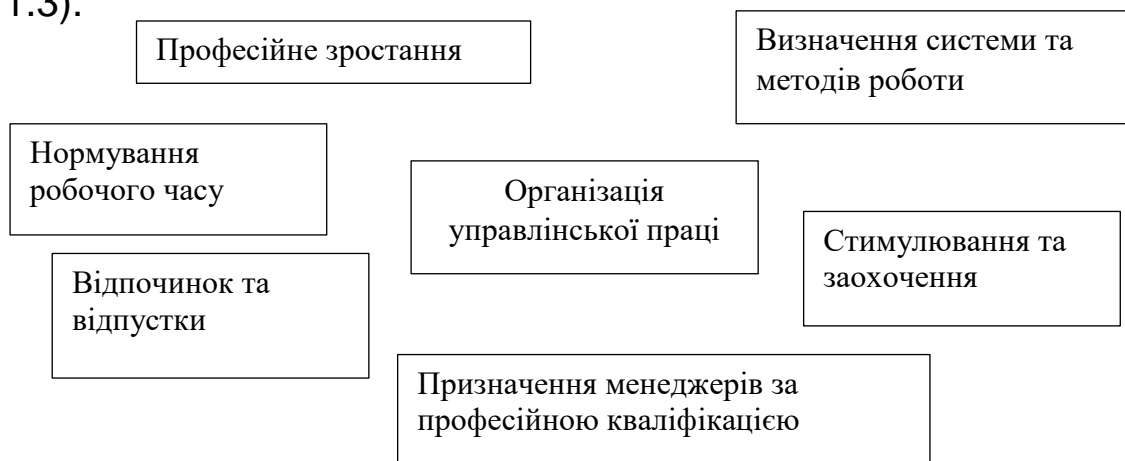 1.3).
Професійне зростання
Визначення системи та
методів роботи
Нормування
робочого часу
Організація
управлінської праці
Стимулювання та
заохочення
Відпочинок та
відпустки
Призначення менеджерів за
професійною кваліфікацією